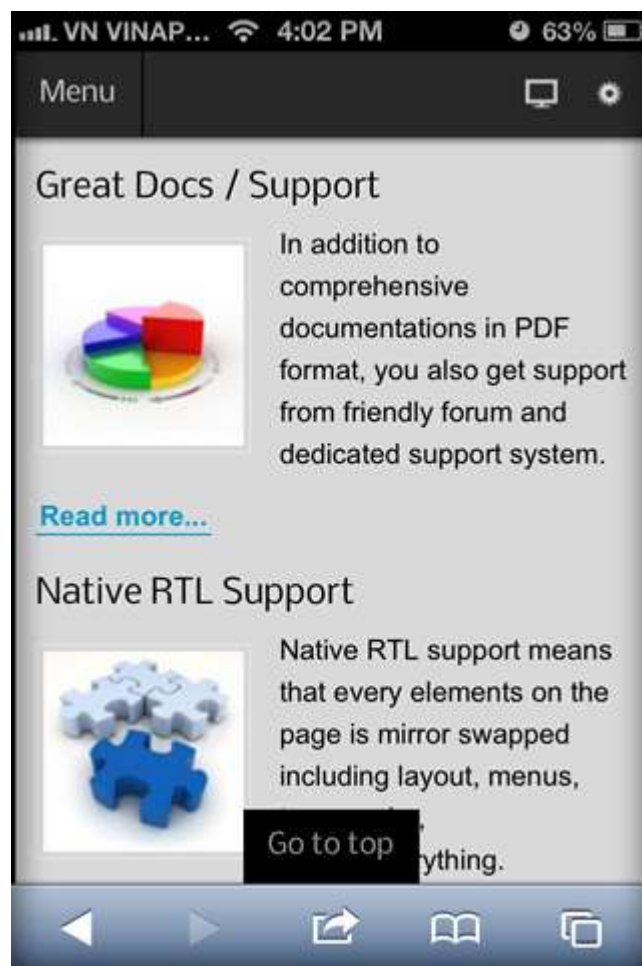 VN VINAP... 4:02 PM 63%
Menu
Great Docs / Support
In addition to
comprehensive
documentations in PDF
format, you also get support
from friendly forum and
dedicated support system.
Read more...
Native RTL Support
Native RTL support means
that every elements on the
page is mirror swapped
including layout, menus,
Go to top